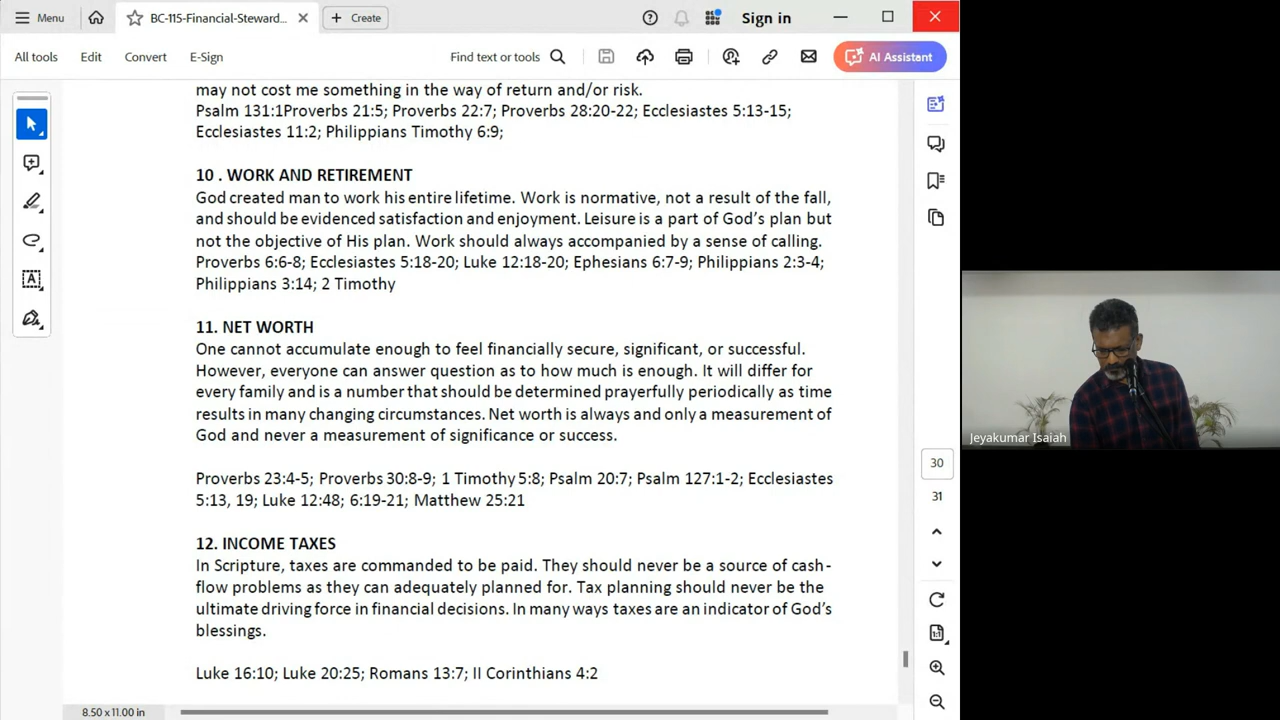 Menu
BC-115-Financial-Steward...
Create
Sign in
All tools
Edit
Convert
E-Sign
Find text or tools
AI Assistant
may not cost me something in the way of return and/or risk.
Psalm 131:1Proverbs 21:5; Proverbs 22:7; Proverbs 28:20-22; Ecclesiastes 5:13-15;
Ecclesiastes 11:2; Philippians Timothy 6:9;
10 . WORK AND RETIREMENT
God created man to work his entire lifetime. Work is normative, not a result of the fall,
and should be evidenced satisfaction and enjoyment. Leisure is a part of God’s plan but
not the objective of His plan. Work should always accompanied by a sense of calling.
Proverbs 6:6-8; Ecclesiastes 5:18-20; Luke 12:18-20; Ephesians 6:7-9; Philippians 2:3-4;
Philippians 3:14; 2 Timothy
11. NET WORTH
One cannot accumulate enough to feel financially secure, significant, or successful.
However, everyone can answer question as to how much is enough. It will differ for
every family and is a number that should be determined prayerfully periodically as time
results in many changing circumstances. Net worth is always and only a measurement of
God and never a measurement of significance or success.
Proverbs 23:4-5; Proverbs 30:8-9; 1 Timothy 5:8; Psalm 20:7; Psalm 127:1-2; Ecclesiastes
5:13, 19; Luke 12:48; 6:19-21; Matthew 25:21
12. INCOME TAXES
In Scripture, taxes are commanded to be paid. They should never be a source of cash-
flow problems as they can adequately planned for. Tax planning should never be the
ultimate driving force in financial decisions. In many ways taxes are an indicator of God’s
blessings.
Luke 16:10; Luke 20:25; Romans 13:7; II Corinthians 4:2
8.50 x 11.00 in
30
31
1:1
Jeyakumar Isaiah